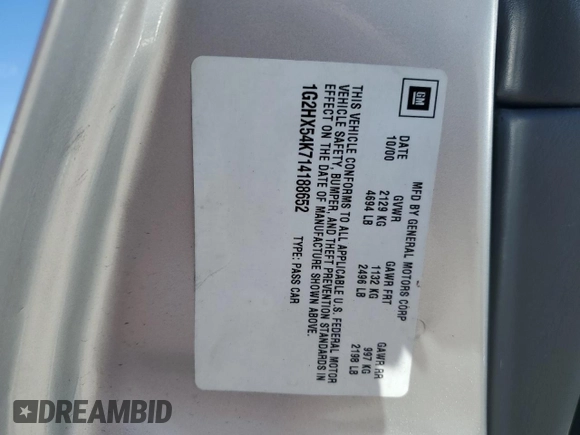 GM
MFD BY GENERAL MOTORS CORP
DATE GVWR GAWR FRT GAWR RR
10/00 2129 KG 1132 KG 997 KG
4694 LB 2496 LB 2198 LB
THIS VEHICLE CONFORMS TO ALL APPLICABLE U.S. FEDERAL MOTOR
VEHICLE SAFETY, BUMPER, AND THEFT PREVENTION STANDARDS IN
EFFECT ON THE DATE OF MANUFACTURE SHOWN ABOVE.
1G2HX54K714188652 TYPE: PASS CAR
DREAMBID